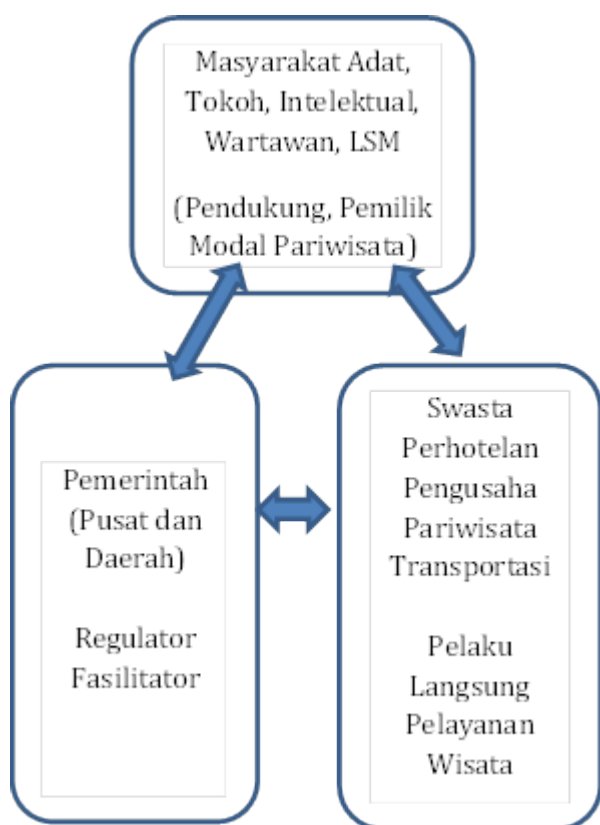 Masyarakat Adat,
Tokoh, Intelektual,
Wartawan, LSM
(Pendukung, Pemilik
Modal Pariwisata)
Pemerintah
(Pusat dan
Daerah)
Regulator
Fasilitator
Swasta
Perhotelan
Pengusaha
Pariwisata
Transportasi
Pelaku
Langsung
Pelayanan
Wisata